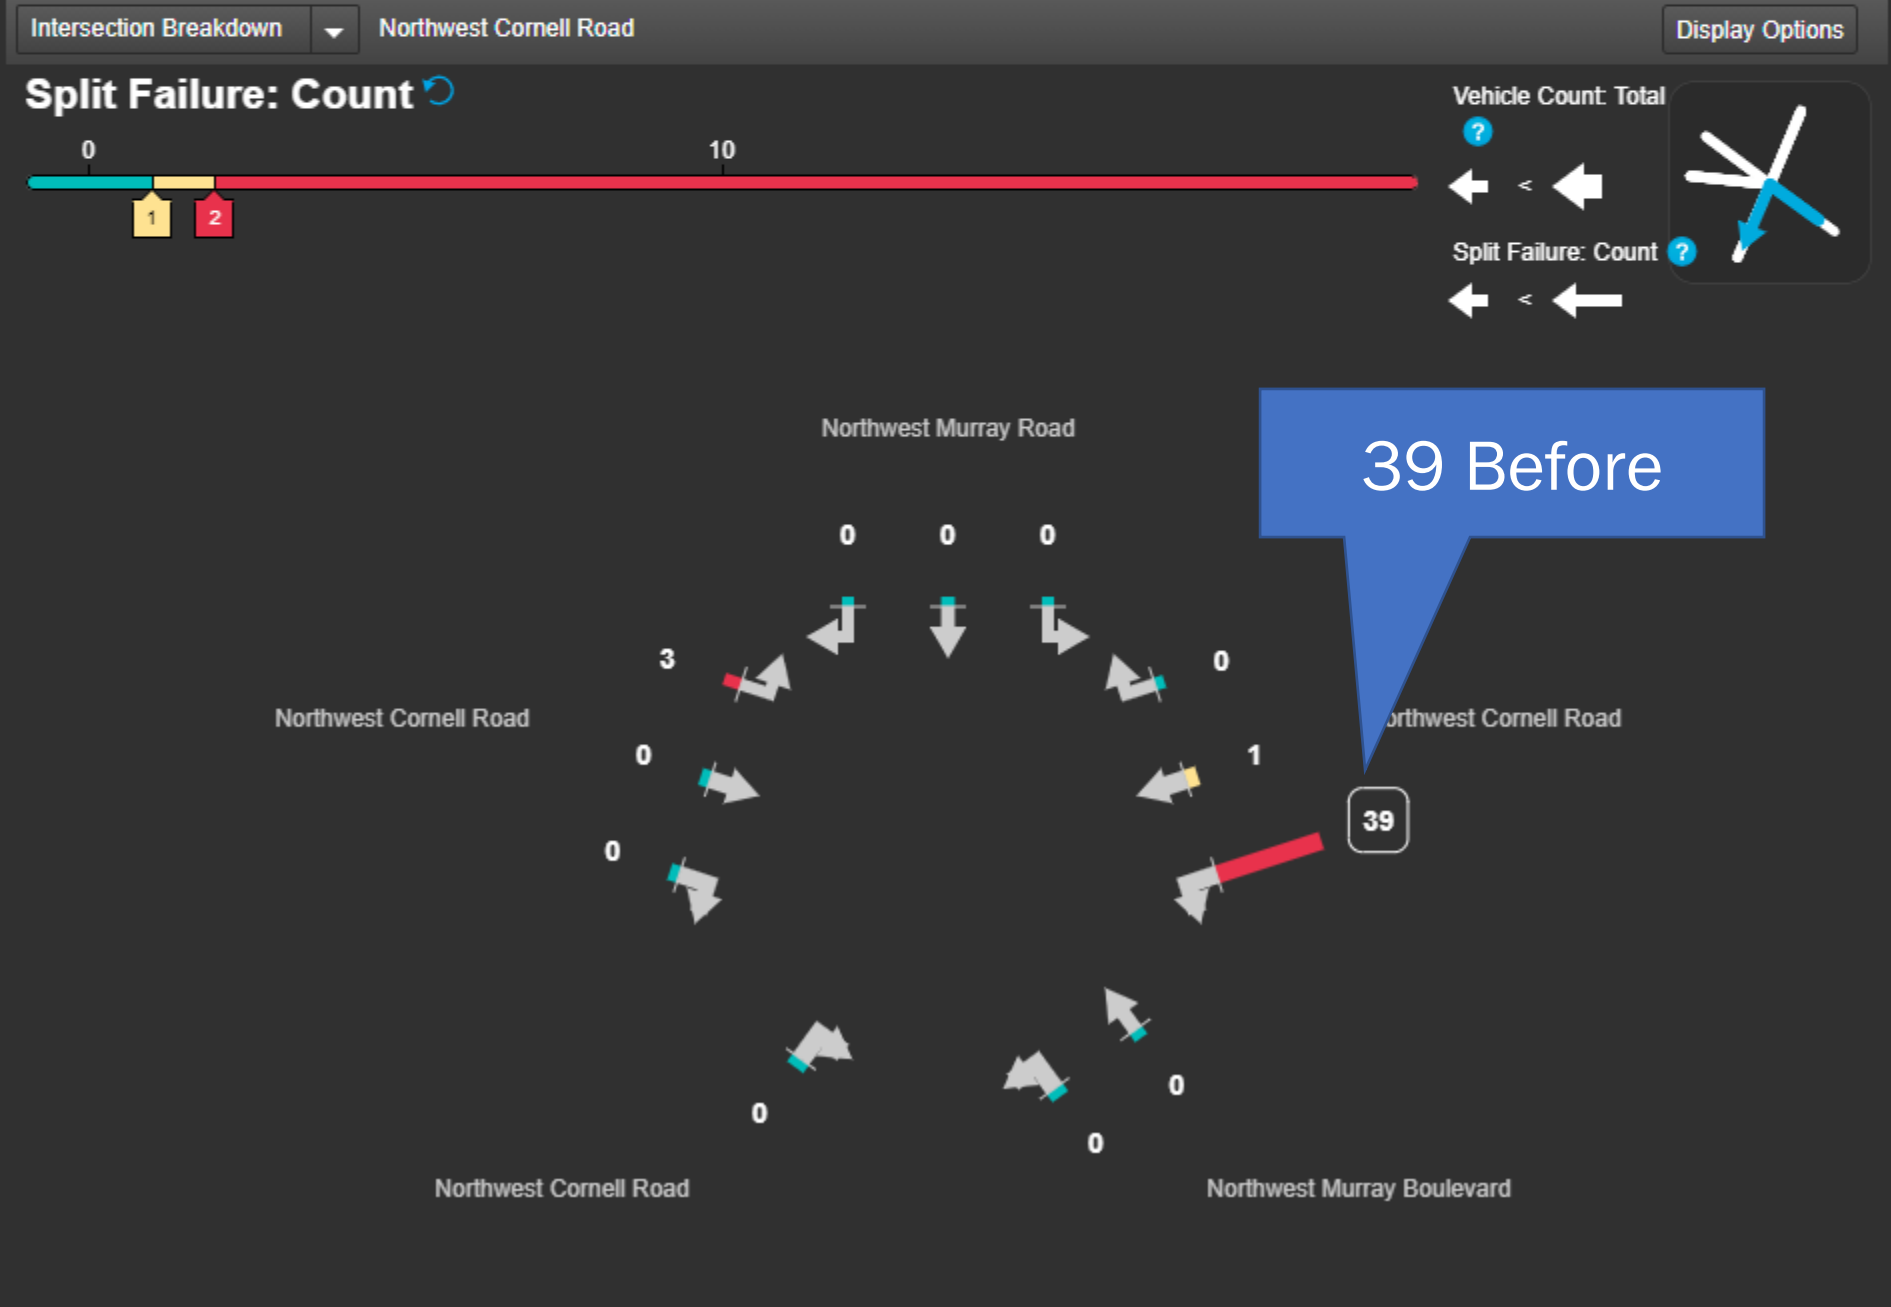 Intersection Breakdown
Northwest Cornell Road
Display Options
Split Failure: Count
Vehicle Count: Total
?
0
10
1
2
<
Split Failure: Count ?
<
Northwest Murray Road
39 Before
0
0
0
3
0
Northwest Cornell Road
orthwest Cornell Road
0
1
39
0
0
0
0
Northwest Cornell Road
Northwest Murray Boulevard